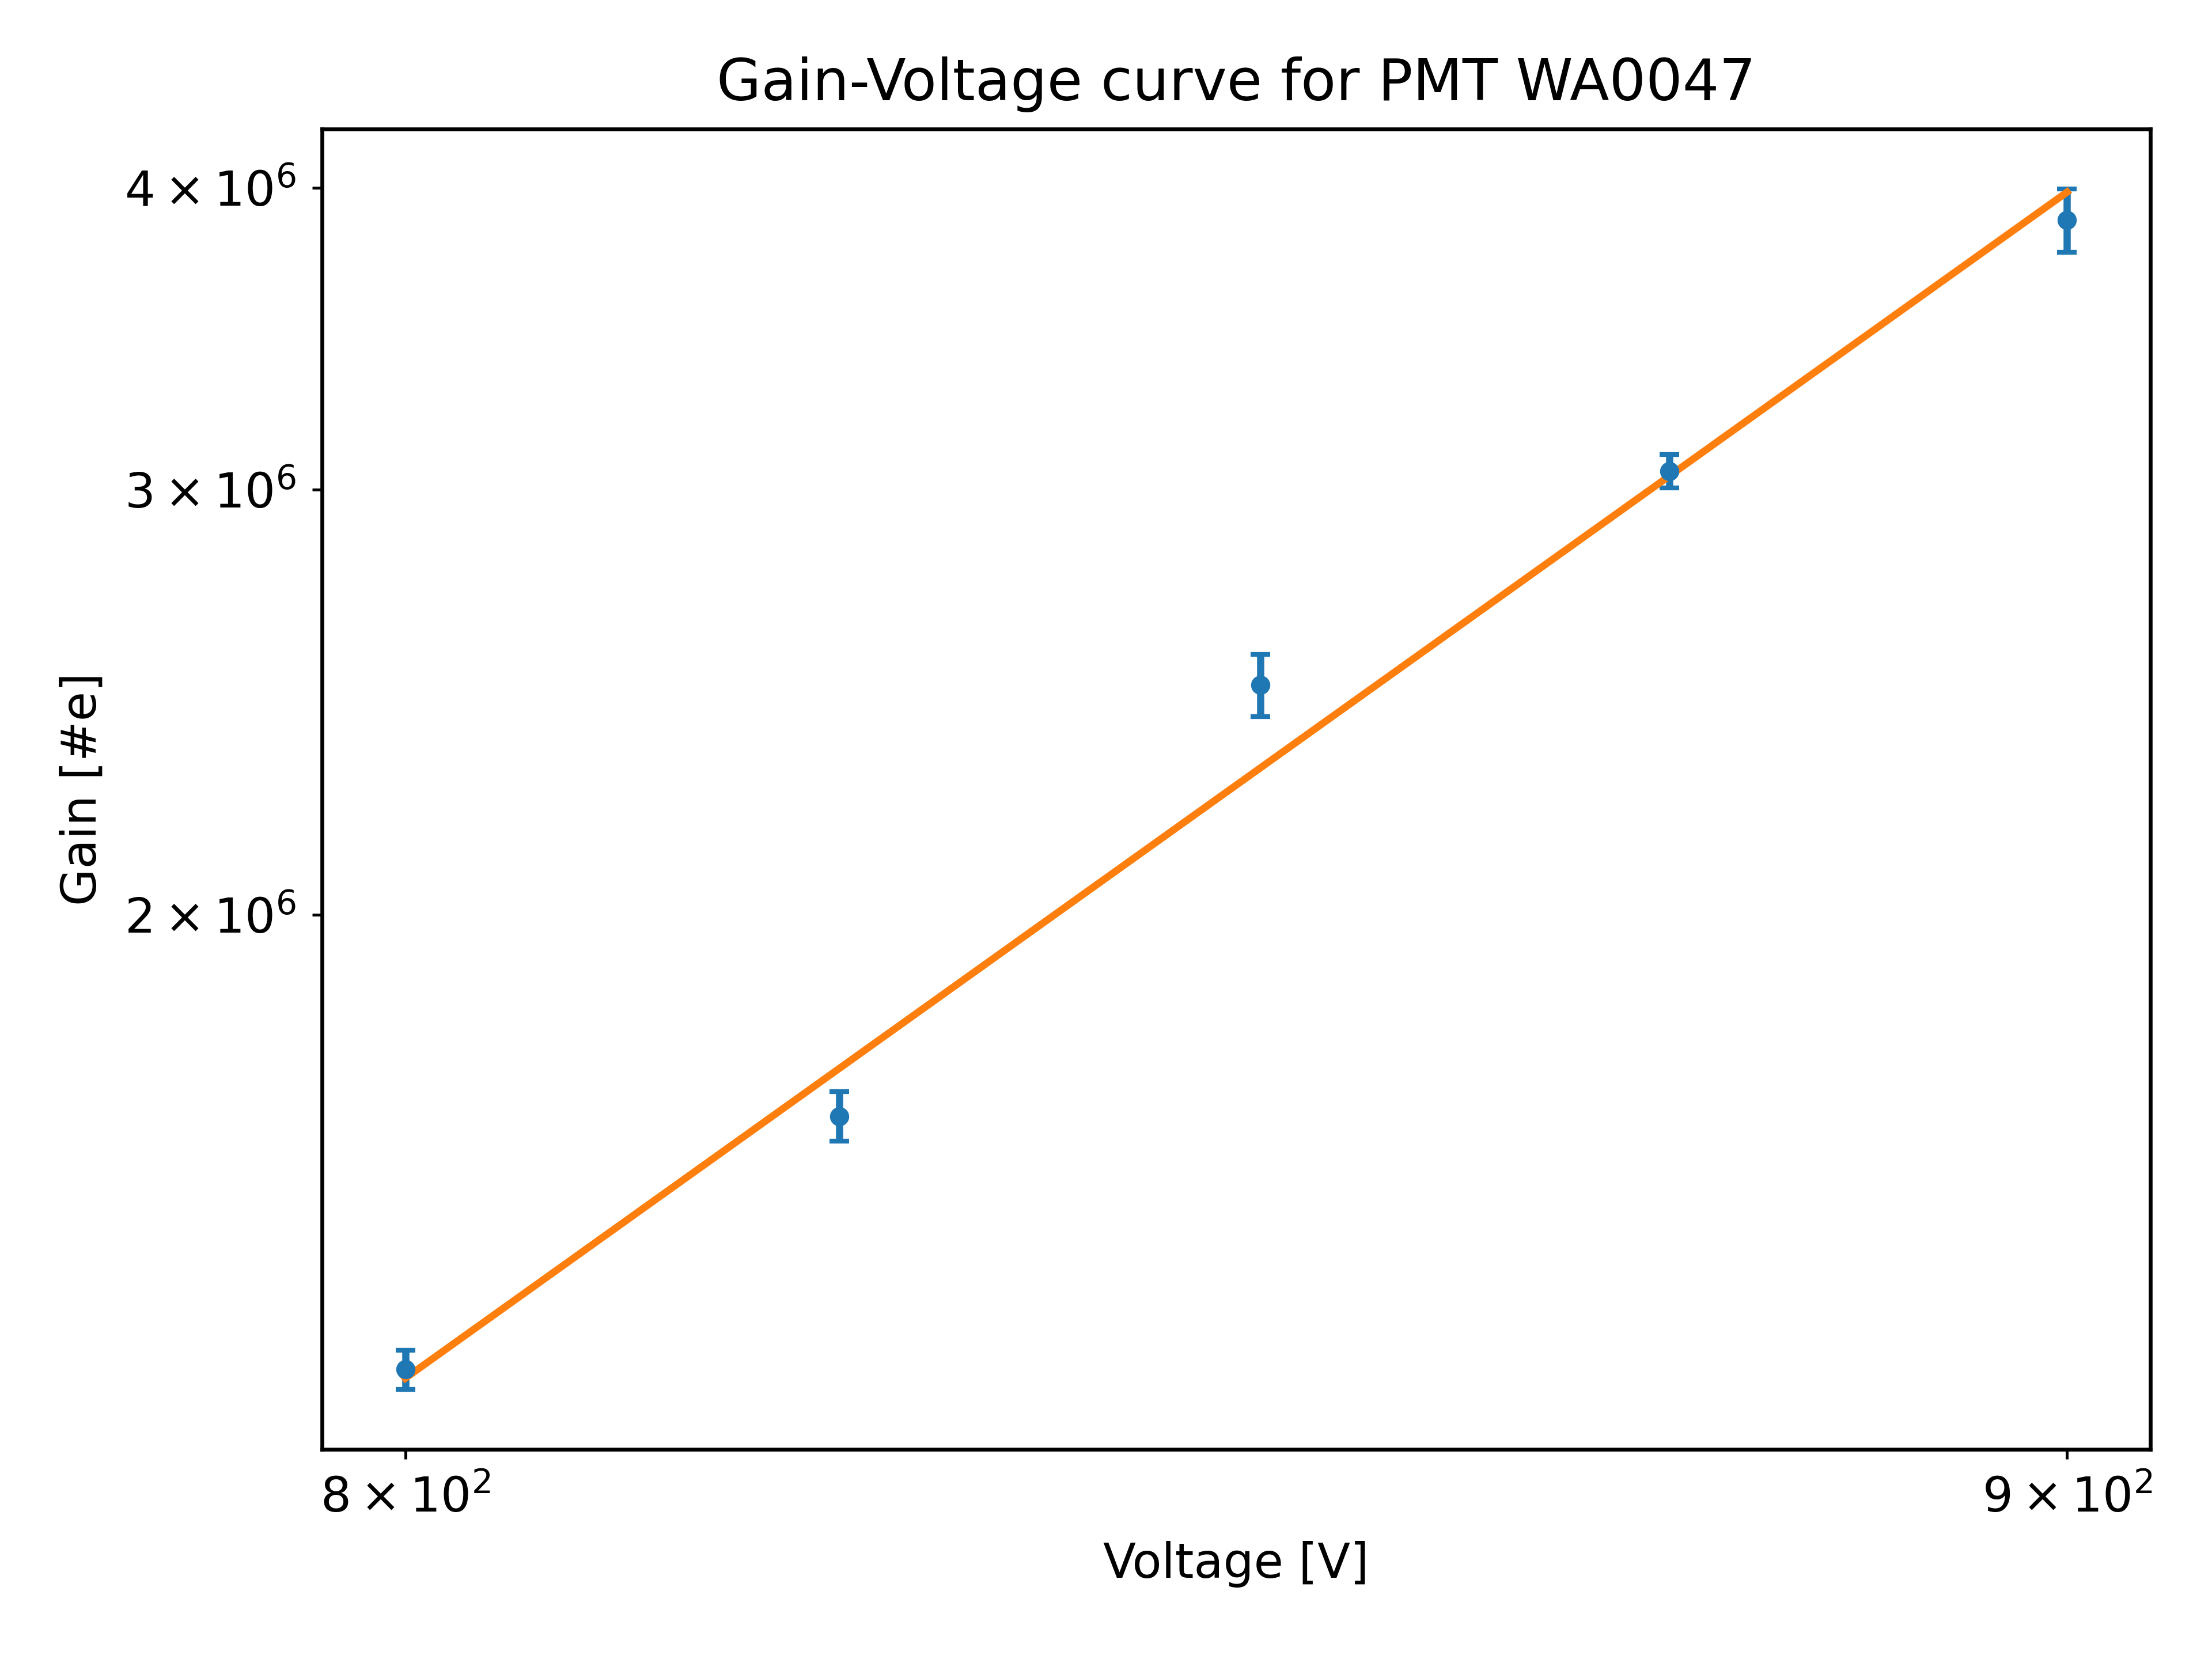 Gain-Voltage curve for PMT WA0047
4 × 10⁶
3 × 10⁶
2 × 10⁶
Gain [#e]
8 × 10² 9 × 10²
Voltage [V]